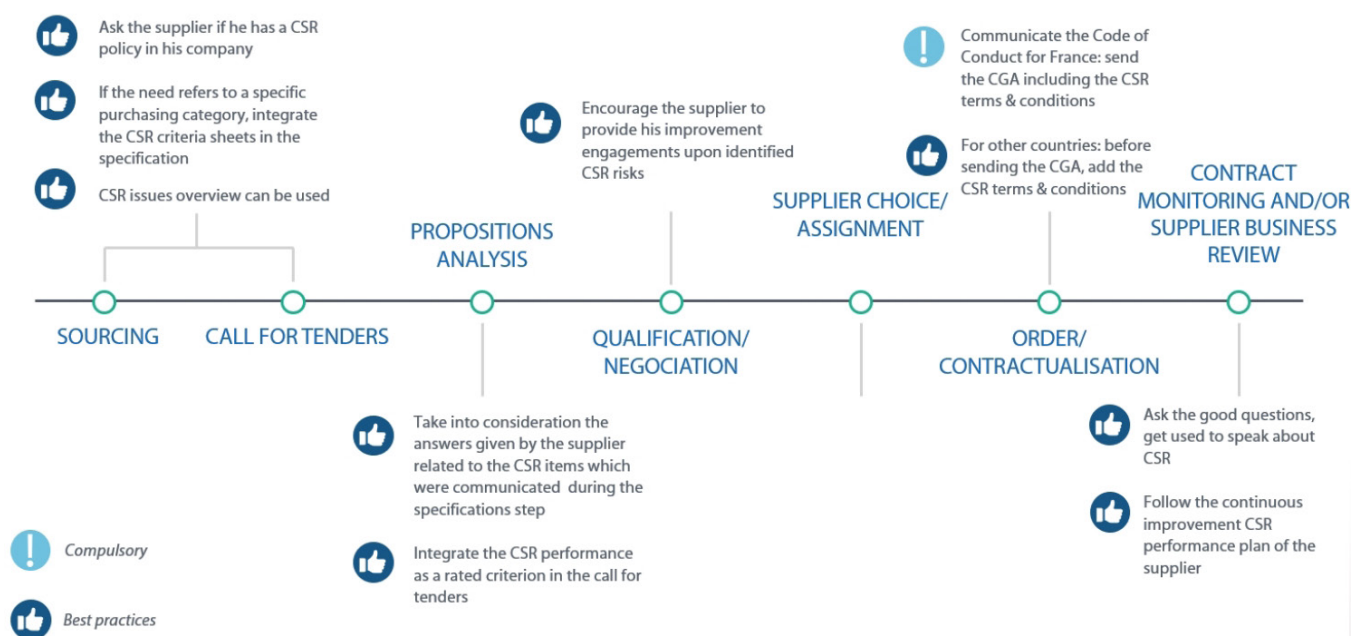 Ask the supplier if he has a CSR
policy in his company
If the need refers to a specific
purchasing category, integrate
the CSR criteria sheets in the
specification
CSR issues overview can be used
Encourage the supplier to
provide his improvement
engagements upon identified
CSR risks
Communicate the Code of
Conduct for France: send
the CGA including the CSR
terms & conditions
For other countries: before
sending the CGA, add the
CSR terms & conditions
SOURCING
CALL FOR TENDERS
PROPOSITIONS
ANALYSIS
QUALIFICATION/
NEGOCIATION
SUPPLIER CHOICE/
ASSIGNMENT
ORDER/
CONTRACTUALISATION
CONTRACT
MONITORING AND/OR
SUPPLIER BUSINESS
REVIEW
Take into consideration the
answers given by the supplier
related to the CSR items which
were communicated during the
specifications step
Integrate the CSR performance
as a rated criterion in the call for
tenders
Ask the good questions,
get used to speak about
CSR
Follow the continuous
improvement CSR
performance plan of the
supplier
Compulsory
Best practices